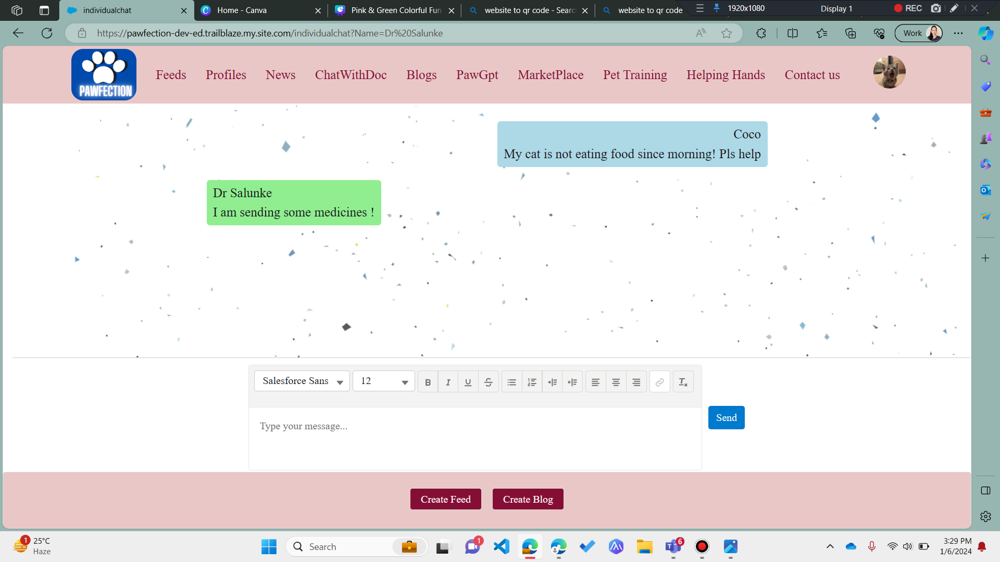 individualchat
Home - Canva
Pink & Green Colorful Fun
website to qr code - Searc
website to qr code
1920x1080
Display 1
REC
https://pawfection-dev-ed.trailblaze.my.site.com/individualchat?Name=Dr%20Salunke
Work
PAWFECTION
Feeds Profiles News ChatWithDoc Blogs PawGpt MarketPlace Pet Training Helping Hands Contact us
Coco
My cat is not eating food since morning! Pls help
Dr Salunke
I am sending some medicines !
Salesforce Sans 12
Type your message...
Send
Create Feed Create Blog
1
25°C
Haze
Search
1
6
3:29 PM
1/6/2024